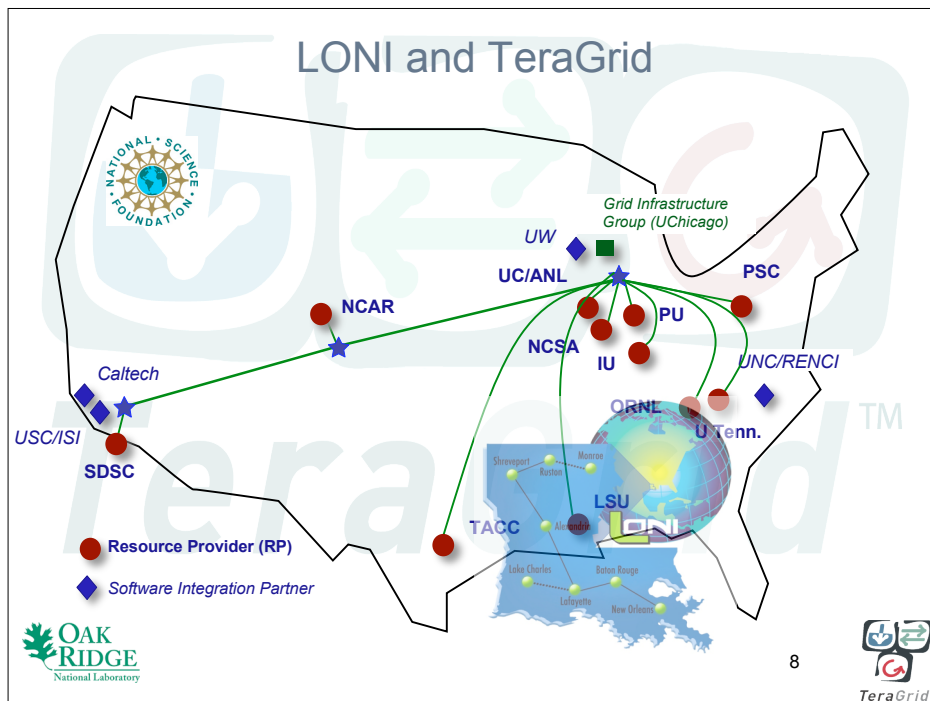 LONI and TeraGrid
NATIONAL • SCIENCE
FOUNDATION
Grid Infrastructure
Group (UChicago)
UW
UC/ANL
PSC
NCAR
PU
NCSA
IU
UNC/RENCI
Caltech
ORNL
USC/ISI
U Tenn.
SDSC
Monroe
Shreveport
Ruston
LSU
TACC
Alexandria
LONI
TeraGrid™
Resource Provider (RP)
Lake Charles
Baton Rouge
Software Integration Partner
Lafayette
New Orleans
OAK
RIDGE
National Laboratory
8
TeraGrid